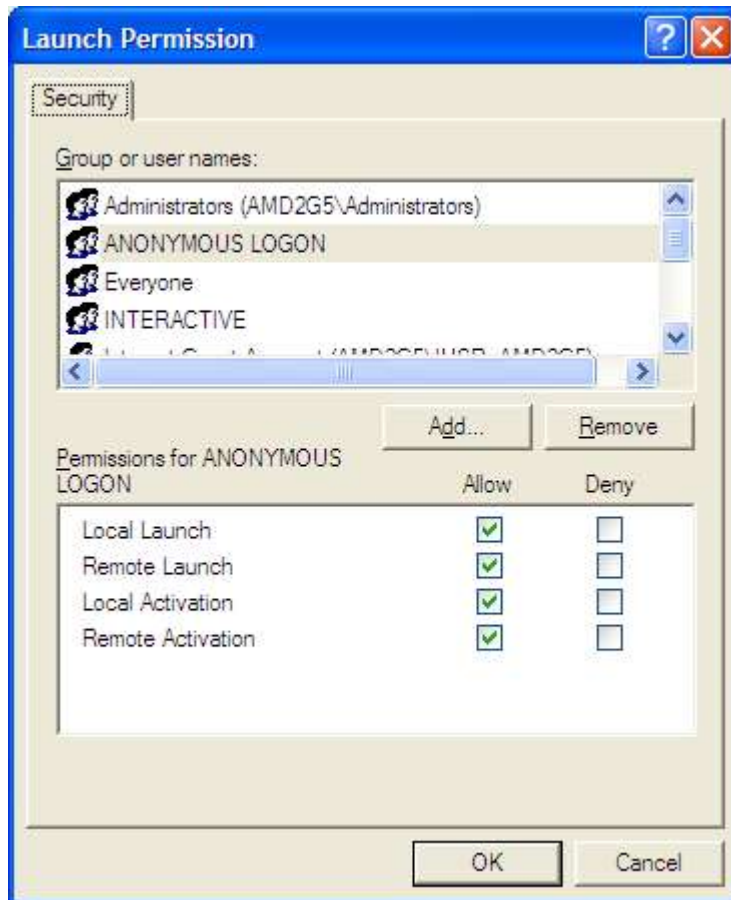 Launch Permission
Security
Group or user names:
Administrators (AMD2G5\Administrators)
ANONYMOUS LOGON
Everyone
INTERACTIVE
Add...
Remove
Permissions for ANONYMOUS
LOGON
Allow
Deny
Local Launch
Remote Launch
Local Activation
Remote Activation
OK
Cancel